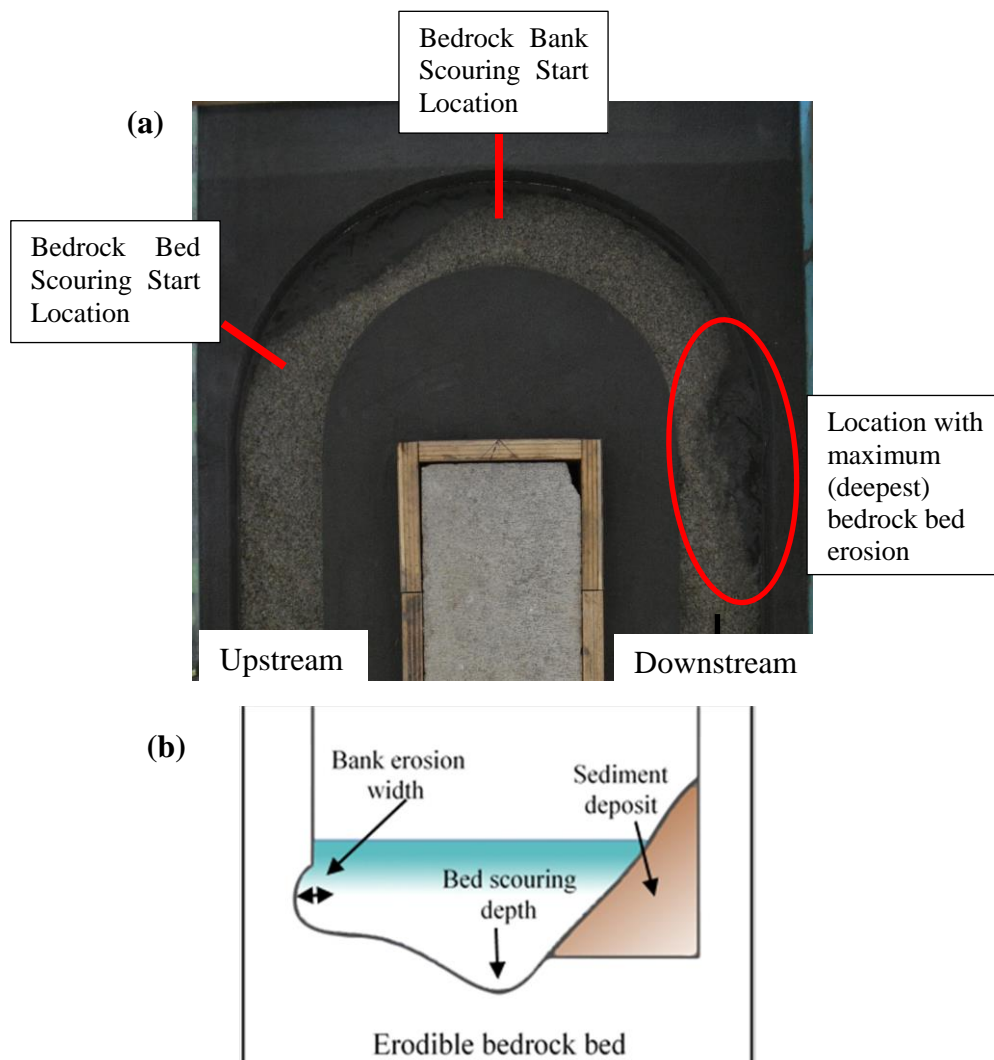 Bedrock Bank
Scouring Start
Location
(a)
Bedrock Bed
Scouring Start
Location
Location with
maximum
(deepest)
bedrock bed
erosion
Upstream
Downstream
(b)
Bank erosion
width
Sediment
deposit
Bed scouring
depth
Erodible bedrock bed